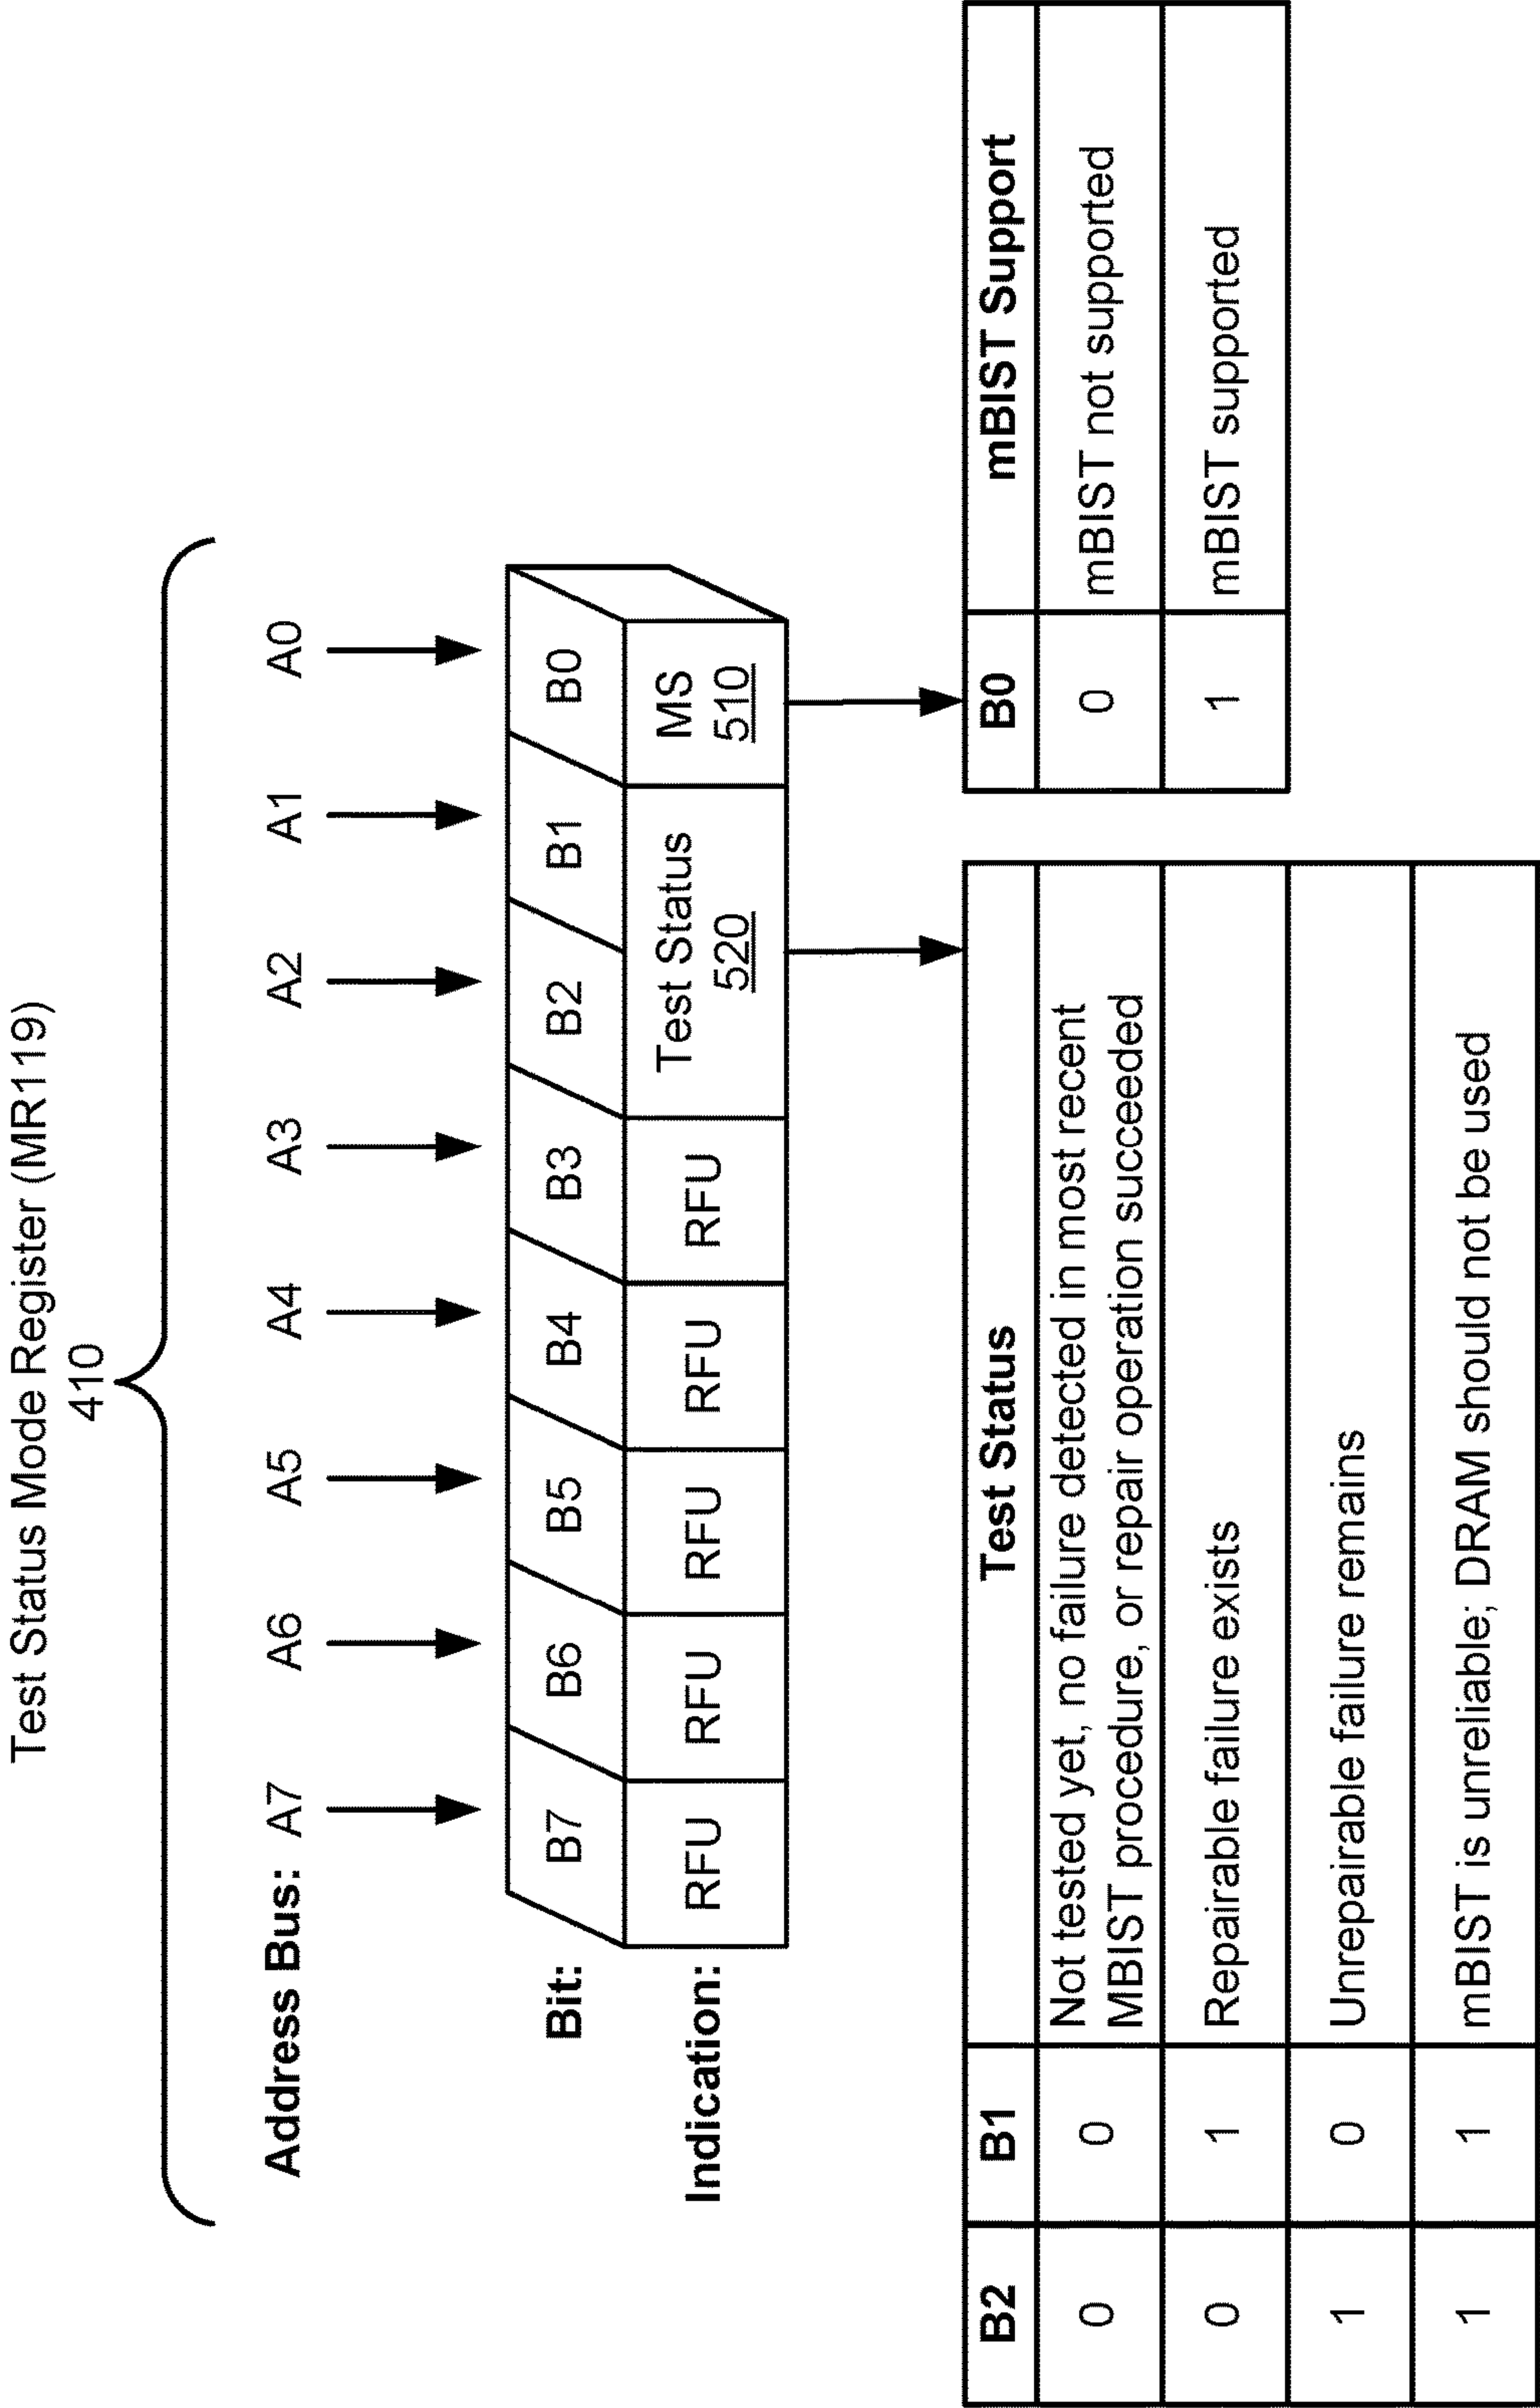 Test Status Mode Register (MR119)
410
Address Bus: A7 A6 A5 A4 A3 A2 A1 A0
Bit: B7 B6 B5 B4 B3 B2 B1 B0
Indication: RFU RFU RFU RFU RFU Test Status MS
520 510
B2 B1 Test Status
0 0 Not tested yet, no failure detected in most recent
MBIST procedure, or repair operation succeeded
0 1 Repairable failure exists
1 0 Unrepairable failure remains
1 1 mBIST is unreliable; DRAM should not be used
B0 mBIST Support
0 mBIST not supported
1 mBIST supported